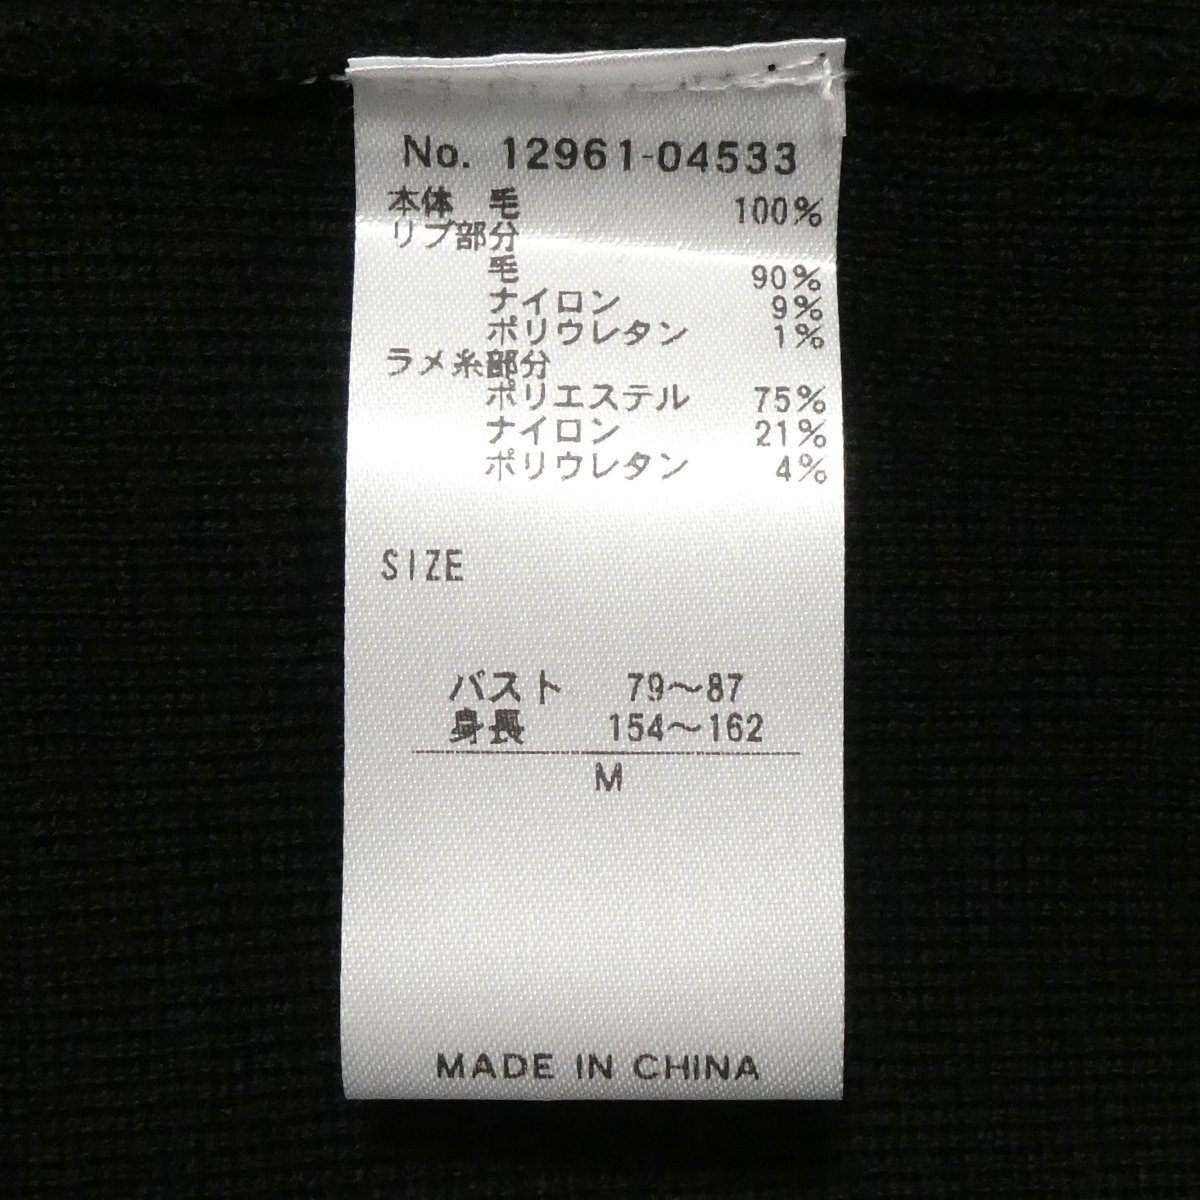 No. 12961-04533
本体 毛 100%
リブ部分
毛 90%
ナイロン 9%
ポリウレタン 1%
ラメ糸部分
ポリエステル 75%
ナイロン 21%
ポリウレタン 4%
SIZE
バスト 79～87
身長 154～162
M
MADE IN CHINA